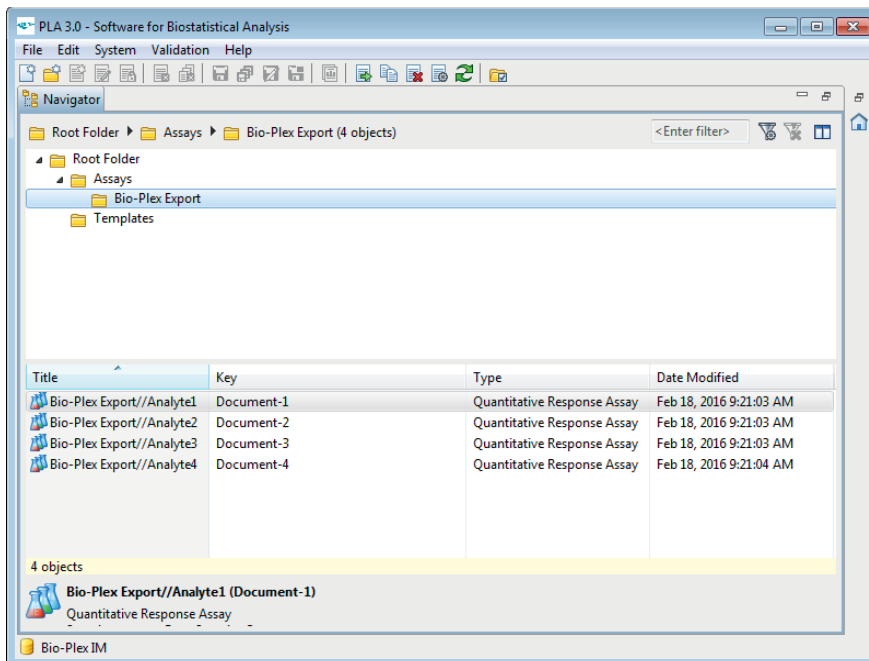 PLA 3.0 - Software for Biostatistical Analysis
File Edit System Validation Help
Navigator
Root Folder Assays Bio-Plex Export (4 objects) <Enter filter>
Root Folder
Assays
Bio-Plex Export
Templates
Title Key Type Date Modified
Bio-Plex Export//Analyte1 Document-1 Quantitative Response Assay Feb 18, 2016 9:21:03 AM
Bio-Plex Export//Analyte2 Document-2 Quantitative Response Assay Feb 18, 2016 9:21:03 AM
Bio-Plex Export//Analyte3 Document-3 Quantitative Response Assay Feb 18, 2016 9:21:03 AM
Bio-Plex Export//Analyte4 Document-4 Quantitative Response Assay Feb 18, 2016 9:21:04 AM
4 objects
Bio-Plex Export//Analyte1 (Document-1)
Quantitative Response Assay
Bio-Plex IM